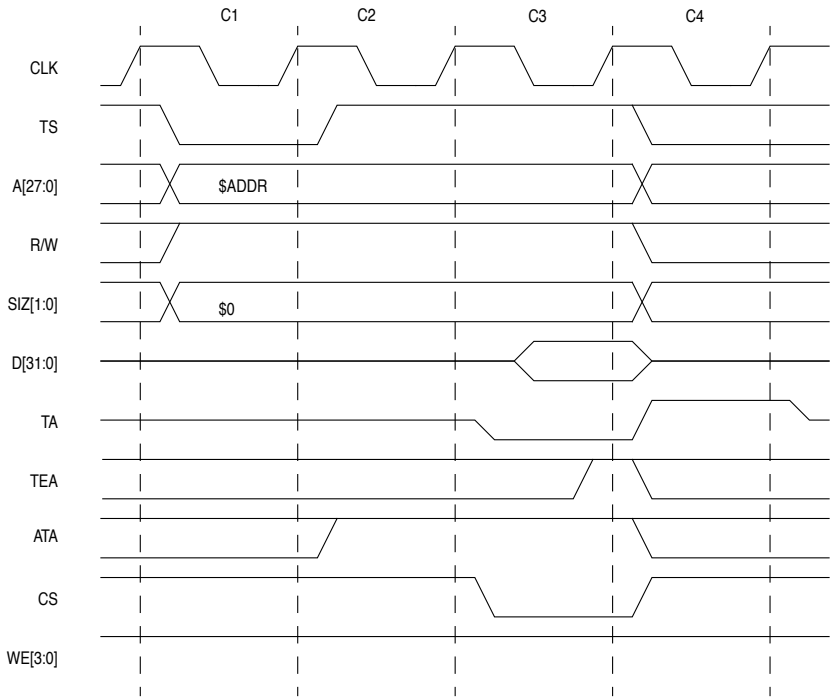 C1 C2 C3 C4
CLK
TS
A[27:0] $ADDR
R/W
SIZ[1:0] $0
D[31:0]
TA
TEA
ATA
CS
WE[3:0]